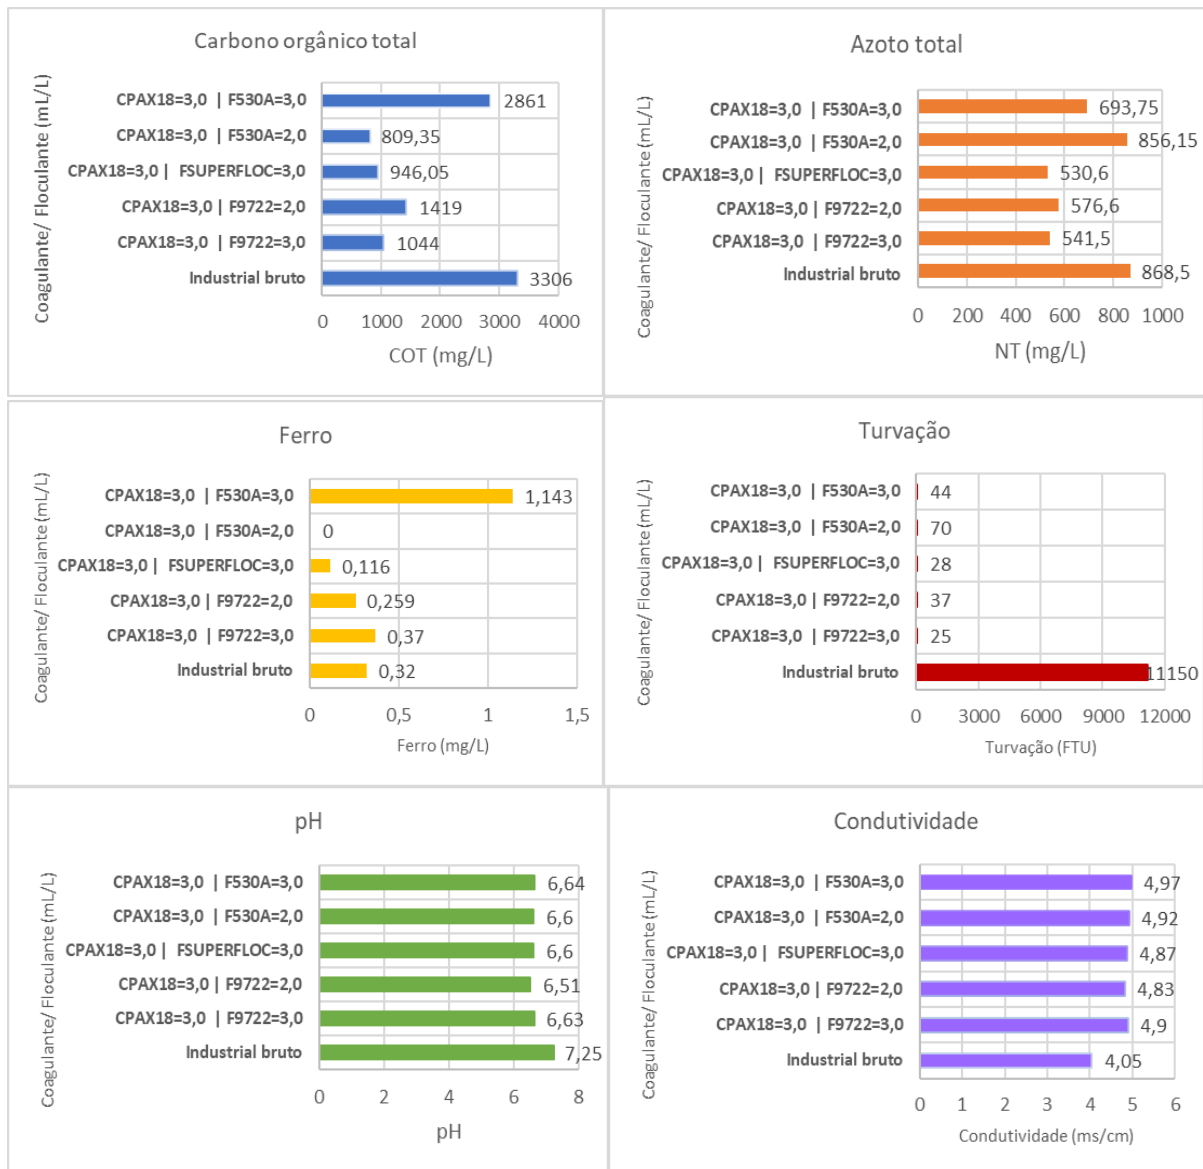 Carbono orgânico total
Coagulante/ Floculante (mL/L)
CPAX18=3,0 | F530A=3,0 2861
CPAX18=3,0 | F530A=2,0 809,35
CPAX18=3,0 | FSUPERFLOC=3,0 946,05
CPAX18=3,0 | F9722=2,0 1419
CPAX18=3,0 | F9722=3,0 1044
Industrial bruto 3306
0 1000 2000 3000 4000
COT (mg/L)
Azoto total
Coagulante/ Floculante (mL/L)
CPAX18=3,0 | F530A=3,0 693,75
CPAX18=3,0 | F530A=2,0 856,15
CPAX18=3,0 | FSUPERFLOC=3,0 530,6
CPAX18=3,0 | F9722=2,0 576,6
CPAX18=3,0 | F9722=3,0 541,5
Industrial bruto 868,5
0 200 400 600 800 1000
NT (mg/L)
Ferro
Coagulante/ Floculante (mL/L)
CPAX18=3,0 | F530A=3,0 1,143
CPAX18=3,0 | F530A=2,0 0
CPAX18=3,0 | FSUPERFLOC=3,0 0,116
CPAX18=3,0 | F9722=2,0 0,259
CPAX18=3,0 | F9722=3,0 0,37
Industrial bruto 0,32
0 0,5 1 1,5
Ferro (mg/L)
Turvação
Coagulante/ Floculante (mL/L)
CPAX18=3,0 | F530A=3,0 44
CPAX18=3,0 | F530A=2,0 70
CPAX18=3,0 | FSUPERFLOC=3,0 28
CPAX18=3,0 | F9722=2,0 37
CPAX18=3,0 | F9722=3,0 25
Industrial bruto 11150
0 3000 6000 9000 12000
Turvação (FTU)
pH
Coagulante/ Floculante (mL/L)
CPAX18=3,0 | F530A=3,0 6,64
CPAX18=3,0 | F530A=2,0 6,6
CPAX18=3,0 | FSUPERFLOC=3,0 6,6
CPAX18=3,0 | F9722=2,0 6,51
CPAX18=3,0 | F9722=3,0 6,63
Industrial bruto 7,25
0 2 4 6 8
pH
Condutividade
Coagulante/ Floculante (mL/L)
CPAX18=3,0 | F530A=3,0 4,97
CPAX18=3,0 | F530A=2,0 4,92
CPAX18=3,0 | FSUPERFLOC=3,0 4,87
CPAX18=3,0 | F9722=2,0 4,83
CPAX18=3,0 | F9722=3,0 4,9
Industrial bruto 4,05
0 1 2 3 4 5 6
Condutividade (ms/cm)